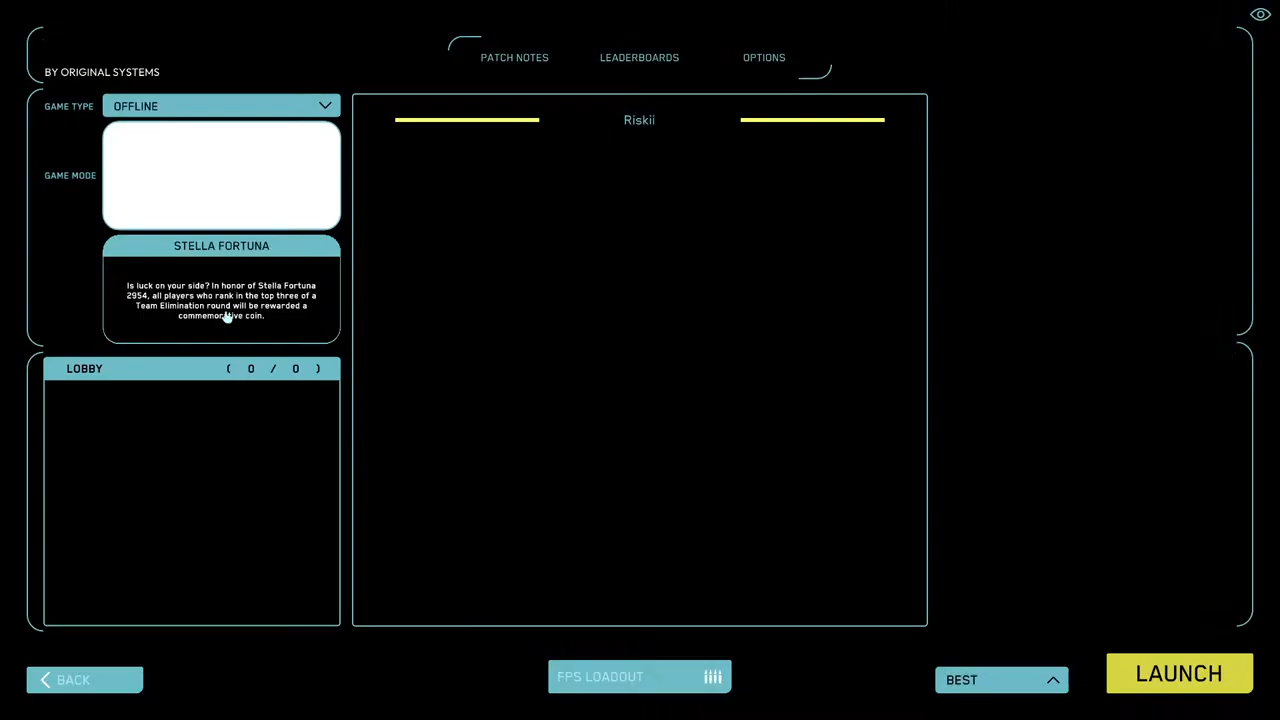 PATCH NOTES
LEADERBOARDS
OPTIONS
BY ORIGINAL SYSTEMS
GAME TYPE
OFFLINE
GAME MODE
STELLA FORTUNA
Is luck on your side? In honor of Stella Fortuna
2954, all players who rank in the top three of a
Team Elimination round will be rewarded a
commemorative coin.
LOBBY ( 0 / 0 )
Riskii
BACK
FPS LOADOUT
BEST
LAUNCH